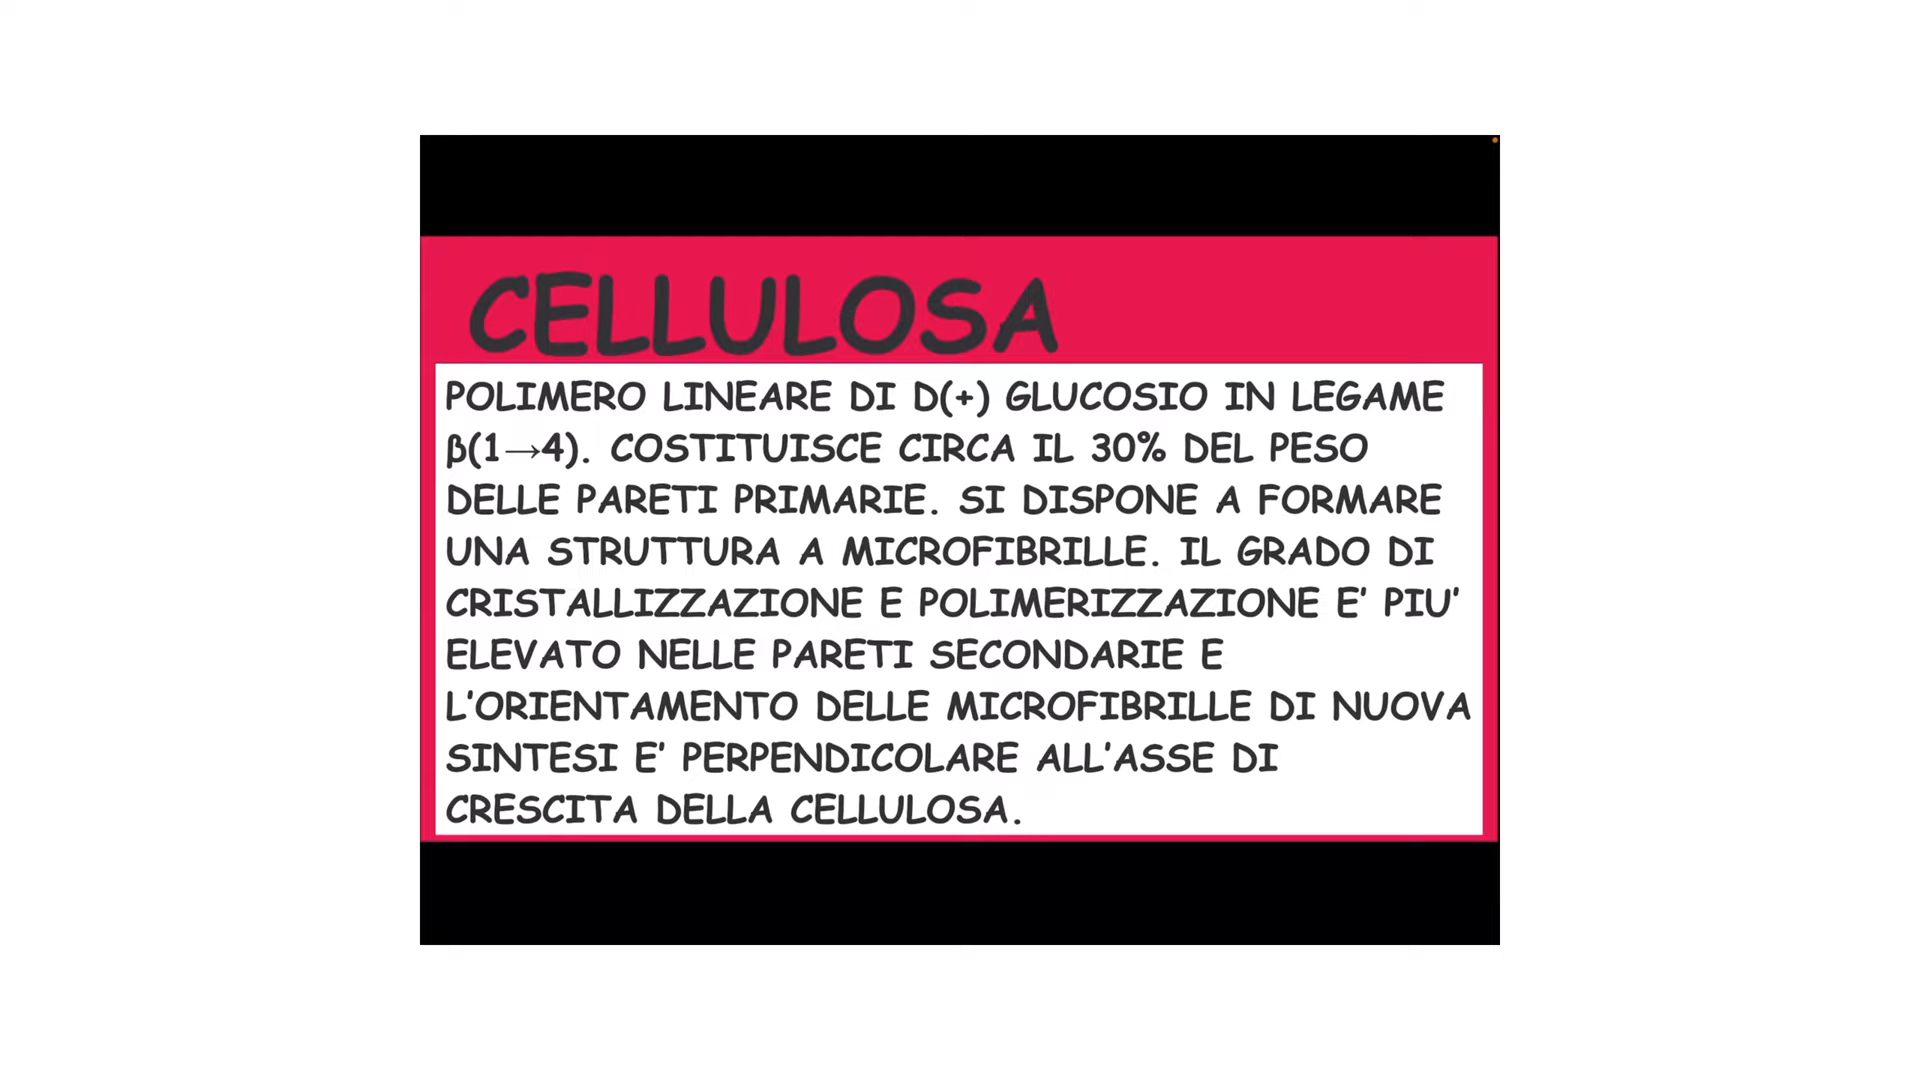 CELLULOSA
POLIMERO LINEARE DI D(+) GLUCOSIO IN LEGAME
β(1→4). COSTITUISCE CIRCA IL 30% DEL PESO
DELLE PARETI PRIMARIE. SI DISPONE A FORMARE
UNA STRUTTURA A MICROFIBRILLE. IL GRADO DI
CRISTALLIZZAZIONE E POLIMERIZZAZIONE E' PIU'
ELEVATO NELLE PARETI SECONDARIE E
L'ORIENTAMENTO DELLE MICROFIBRILLE DI NUOVA
SINTESI E' PERPENDICOLARE ALL'ASSE DI
CRESCITA DELLA CELLULOSA.